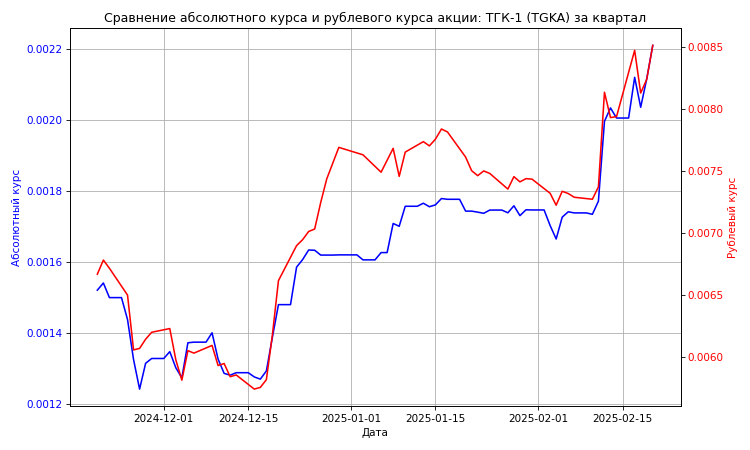 Сравнение абсолютного курса и рублевого курса акции: ТГК-1 (TGKA) за квартал
0.0022
0.0020
0.0018
0.0016
0.0014
0.0012
Абсолютный курс
0.0085
0.0080
0.0075
0.0070
0.0065
0.0060
Рублевый курс
2024-12-01 2024-12-15 2025-01-01 2025-01-15 2025-02-01 2025-02-15
Дата